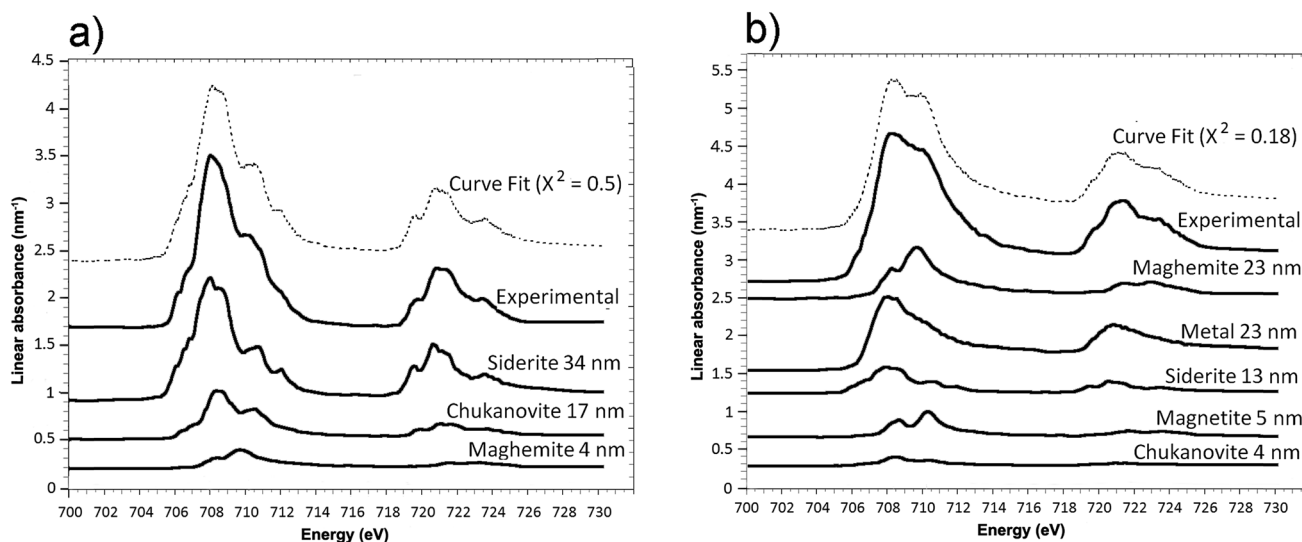 a)
4.5
4
3.5
3
2.5
2
1.5
1
0.5
0
Linear absorbance (nm⁻¹)
Curve Fit (X² = 0.5)
Experimental
Siderite 34 nm
Chukanovite 17 nm
Maghemite 4 nm
700 702 704 706 708 710 712 714 716 718 720 722 724 726 728 730
Energy (eV)
b)
5.5
5
4.5
4
3.5
3
2.5
2
1.5
1
0.5
0
Linear absorbance (nm⁻¹)
Curve Fit (X² = 0.18)
Experimental
Maghemite 23 nm
Metal 23 nm
Siderite 13 nm
Magnetite 5 nm
Chukanovite 4 nm
700 702 704 706 708 710 712 714 716 718 720 722 724 726 728 730
Energy (eV)